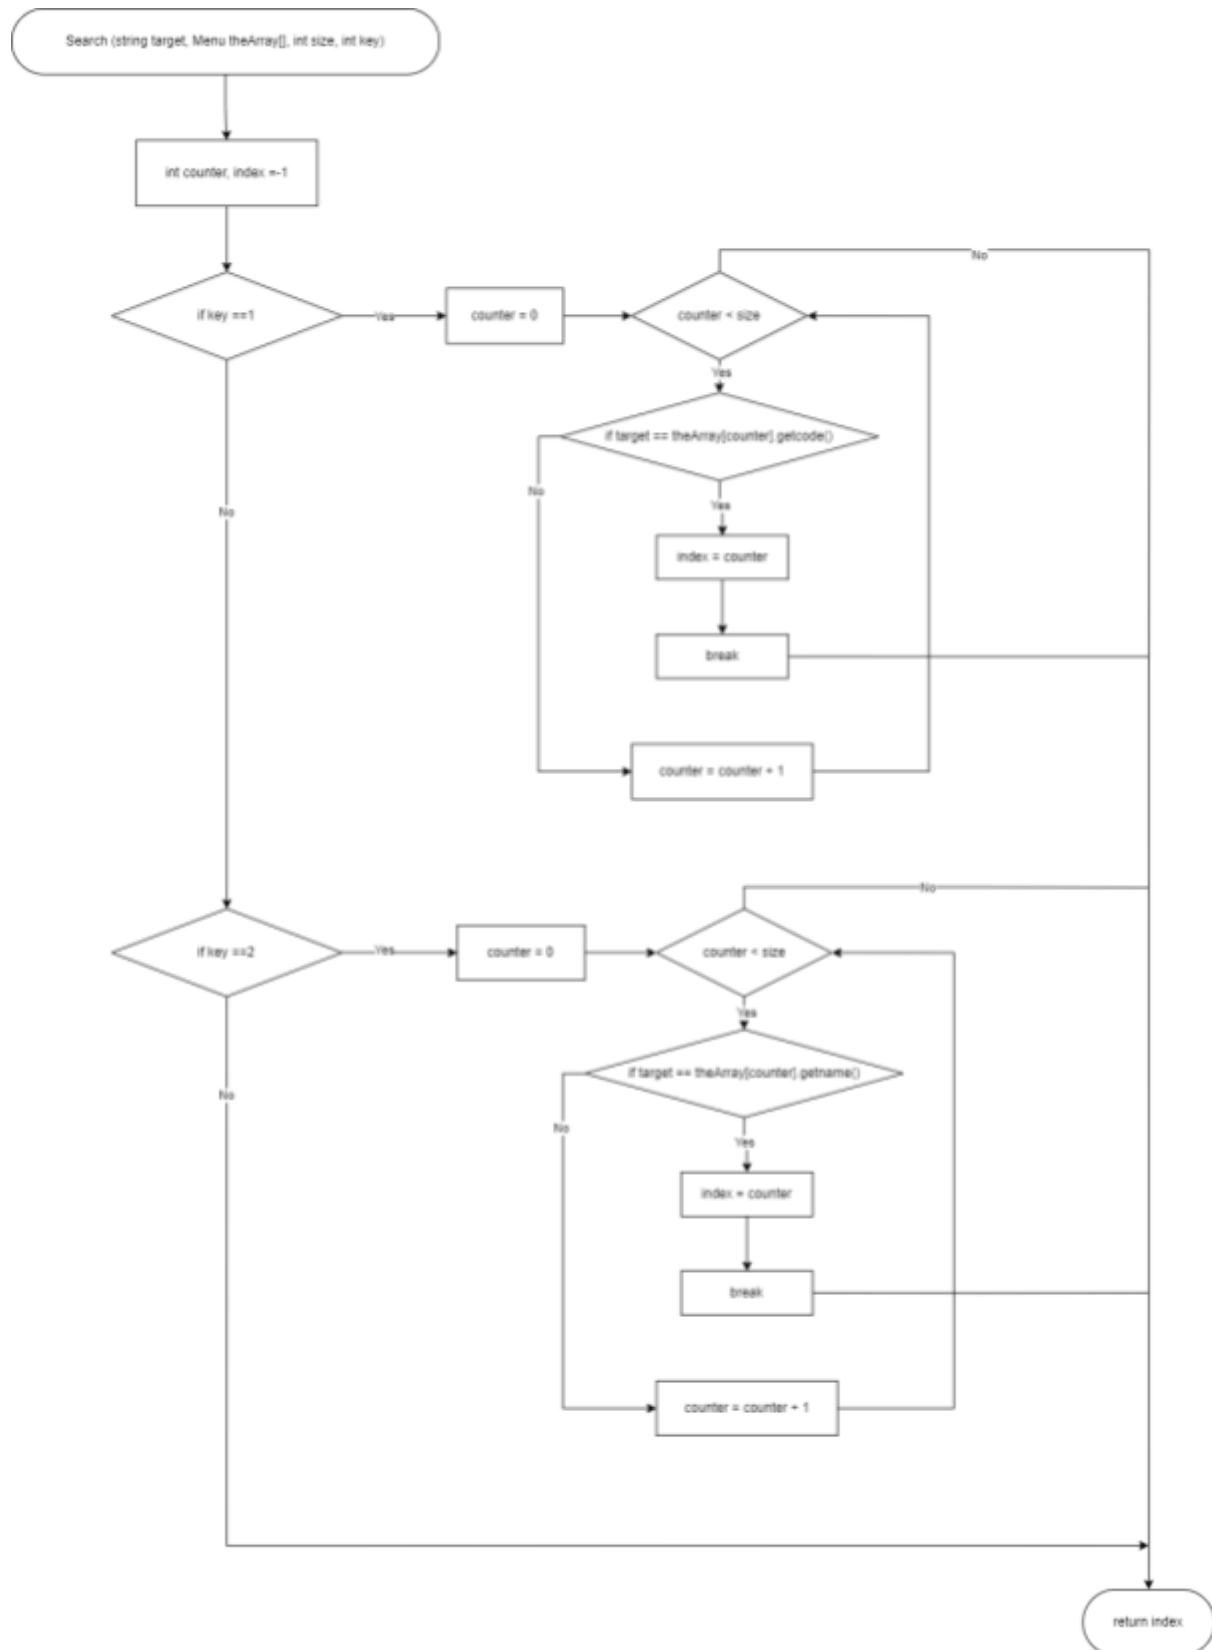 Search (string target, Menu theArray[], int size, int key)
int counter, index =-1
No
if key ==1
Yes
counter = 0
counter < size
Yes
if target == theArray[counter].getcode()
No
Yes
No
index = counter
break
counter = counter + 1
No
if key ==2
Yes
counter = 0
counter < size
Yes
if target == theArray[counter].getname()
No
No
Yes
index = counter
break
counter = counter + 1
return index